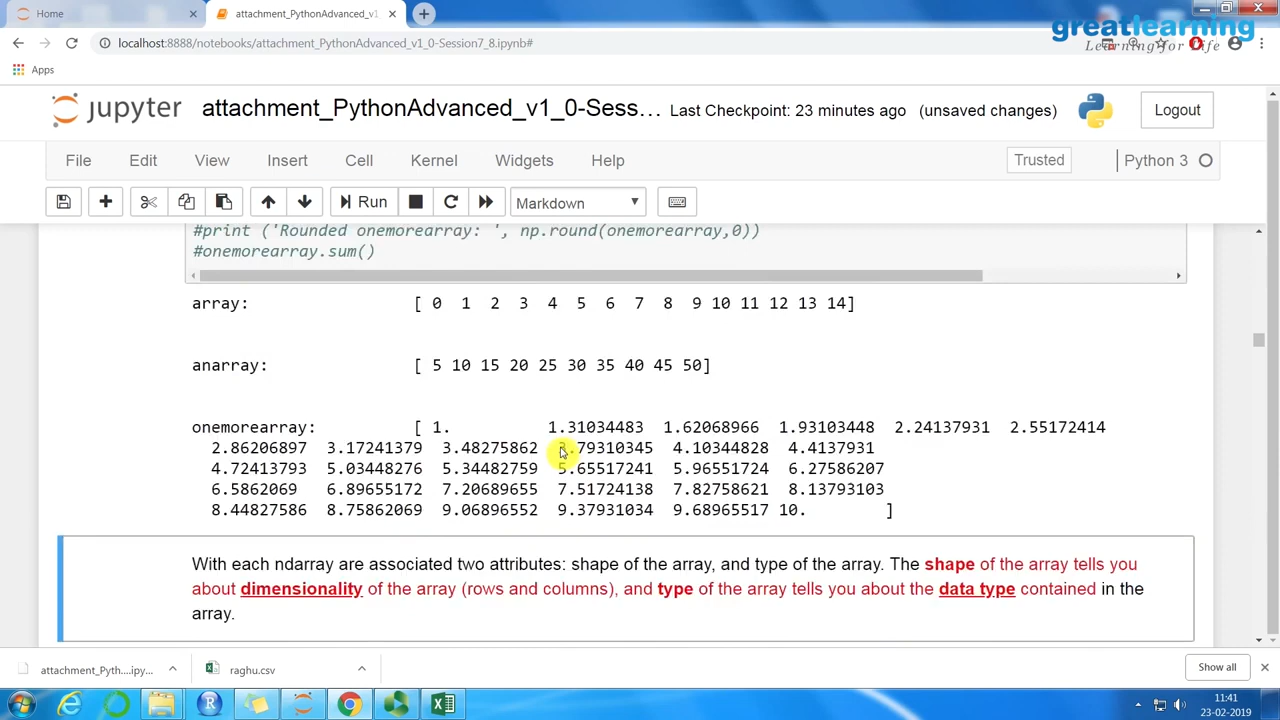 Home
attachment_PythonAdvanced_v1_
localhost:8888/notebooks/attachment_PythonAdvanced_v1_0-Session7_8.ipynb#
greatlearning
Learning for Life
Apps
jupyter
attachment_PythonAdvanced_v1_0-Sess... Last Checkpoint: 23 minutes ago (unsaved changes)
Logout
File Edit View Insert Cell Kernel Widgets Help
Trusted
Python 3
Run
Markdown
#print ('Rounded onemorearray: ', np.round(onemorearray,0))
#onemorearray.sum()
array: [ 0 1 2 3 4 5 6 7 8 9 10 11 12 13 14]
anarray: [ 5 10 15 20 25 30 35 40 45 50]
onemorearray: [ 1. 1.31034483 1.62068966 1.93103448 2.24137931 2.55172414
2.86206897 3.17241379 3.48275862 3.79310345 4.10344828 4.4137931
4.72413793 5.03448276 5.34482759 5.65517241 5.96551724 6.27586207
6.5862069 6.89655172 7.20689655 7.51724138 7.82758621 8.13793103
8.44827586 8.75862069 9.06896552 9.37931034 9.68965517 10. ]
With each ndarray are associated two attributes: shape of the array, and type of the array. The shape of the array tells you
about dimensionality of the array (rows and columns), and type of the array tells you about the data type contained in the
array.
attachment_Pyth....ipy...
raghu.csv
Show all
11:41
23-02-2019